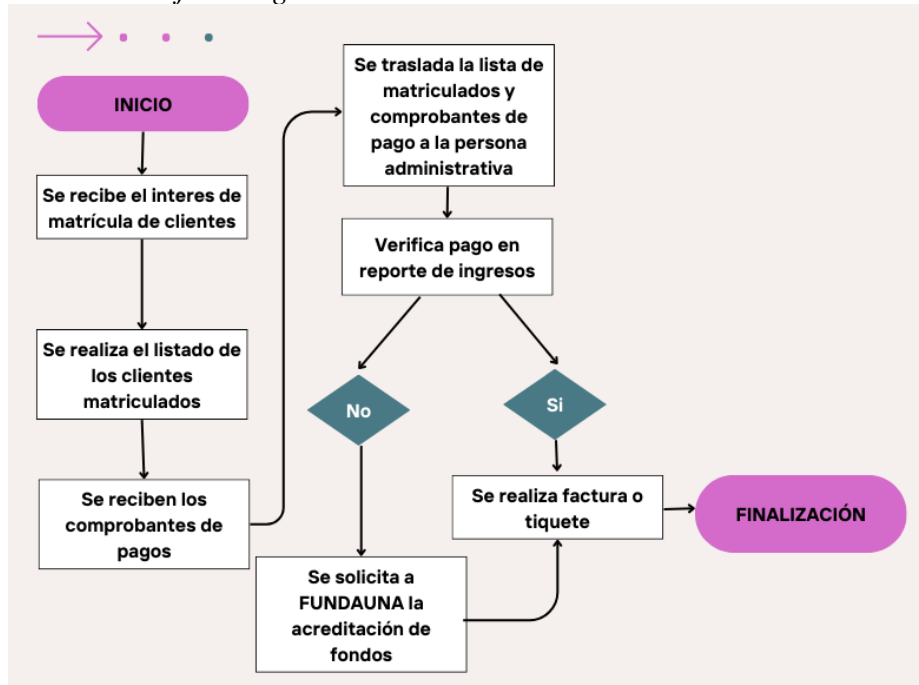 INICIO
Se recibe el interes de
matrícula de clientes
Se realiza el listado de
los clientes
matriculados
Se reciben los
comprobantes de
pagos
Se traslada la lista de
matriculados y
comprobantes de
pago a la persona
administrativa
Verifica pago en
reporte de ingresos
No
Si
Se solicita a
FUNDAUNA la
acreditación de
fondos
Se realiza factura o
tiquete
FINALIZACIÓN